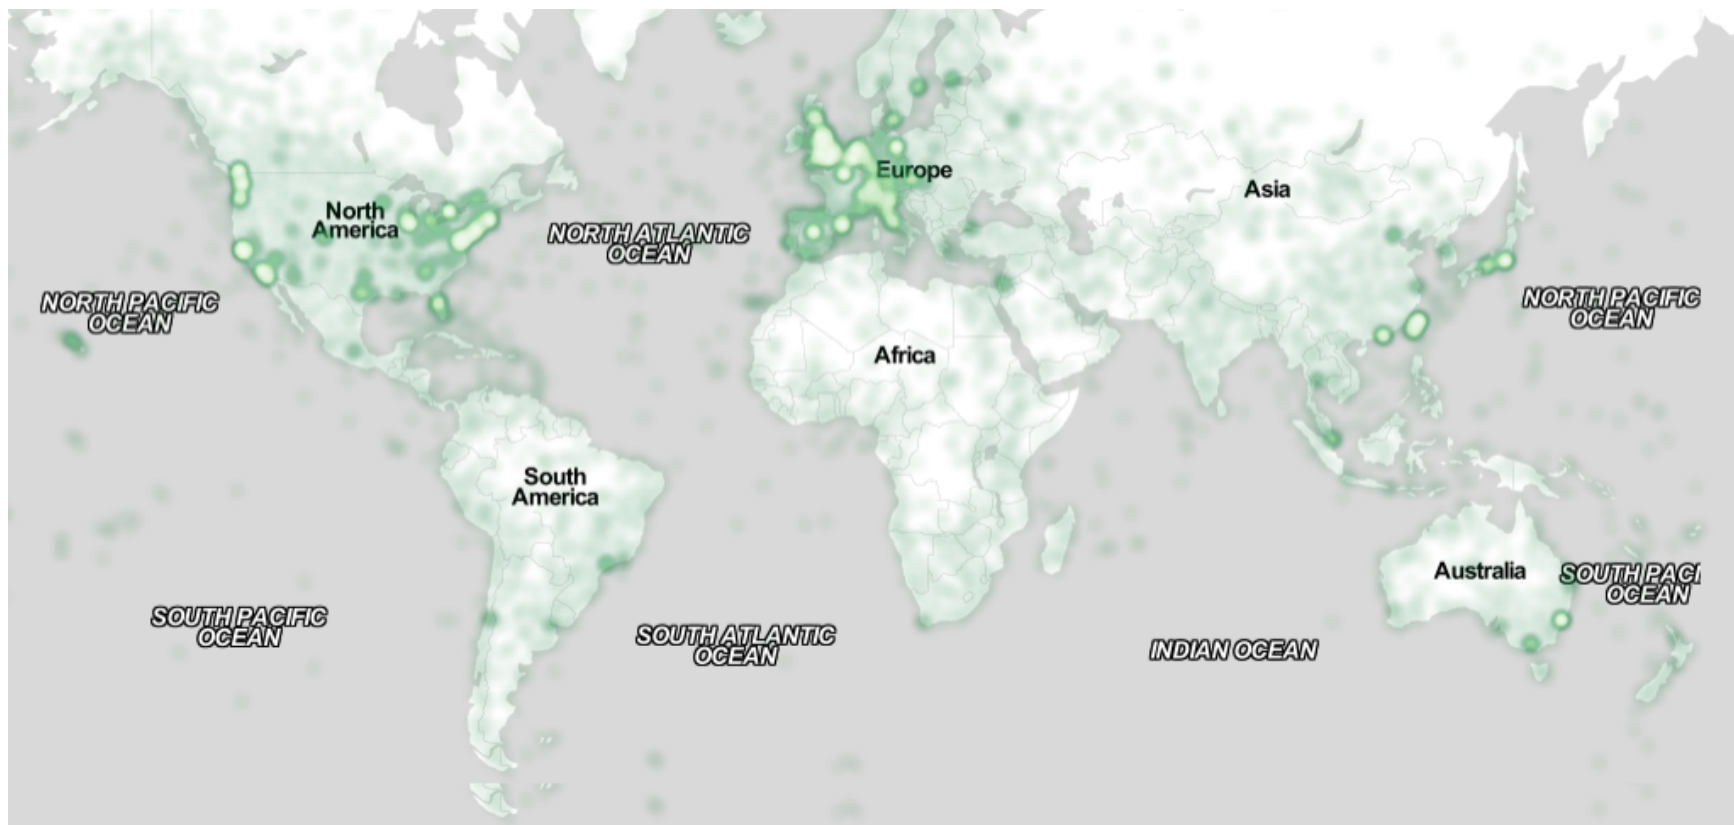 Europe
Asia
North
America
NORTH ATLANTIC
OCEAN
NORTH PACIFIC
OCEAN
NORTH PACIFIC
OCEAN
Africa
South
America
Australia
SOUTH PACI
OCEAN
SOUTH PACIFIC
OCEAN
SOUTH ATLANTIC
OCEAN
INDIAN OCEAN